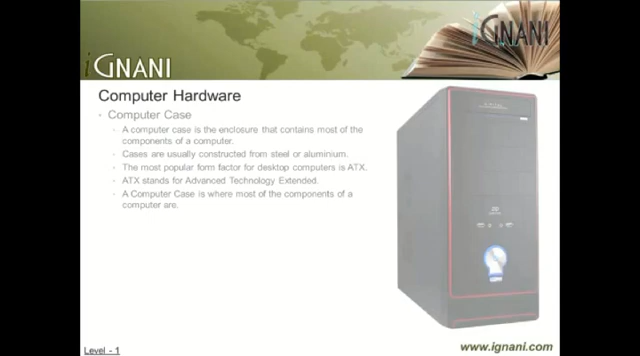 iGNANI
iGNANI
Computer Hardware
Computer Case
A computer case is the enclosure that contains most of the
components of a computer.
Cases are usually constructed from steel or aluminium.
The most popular form factor for desktop computers is ATX.
ATX stands for Advanced Technology Extended.
A Computer Case is where most of the components of a
computer are.
Level - 1
www.ignani.com